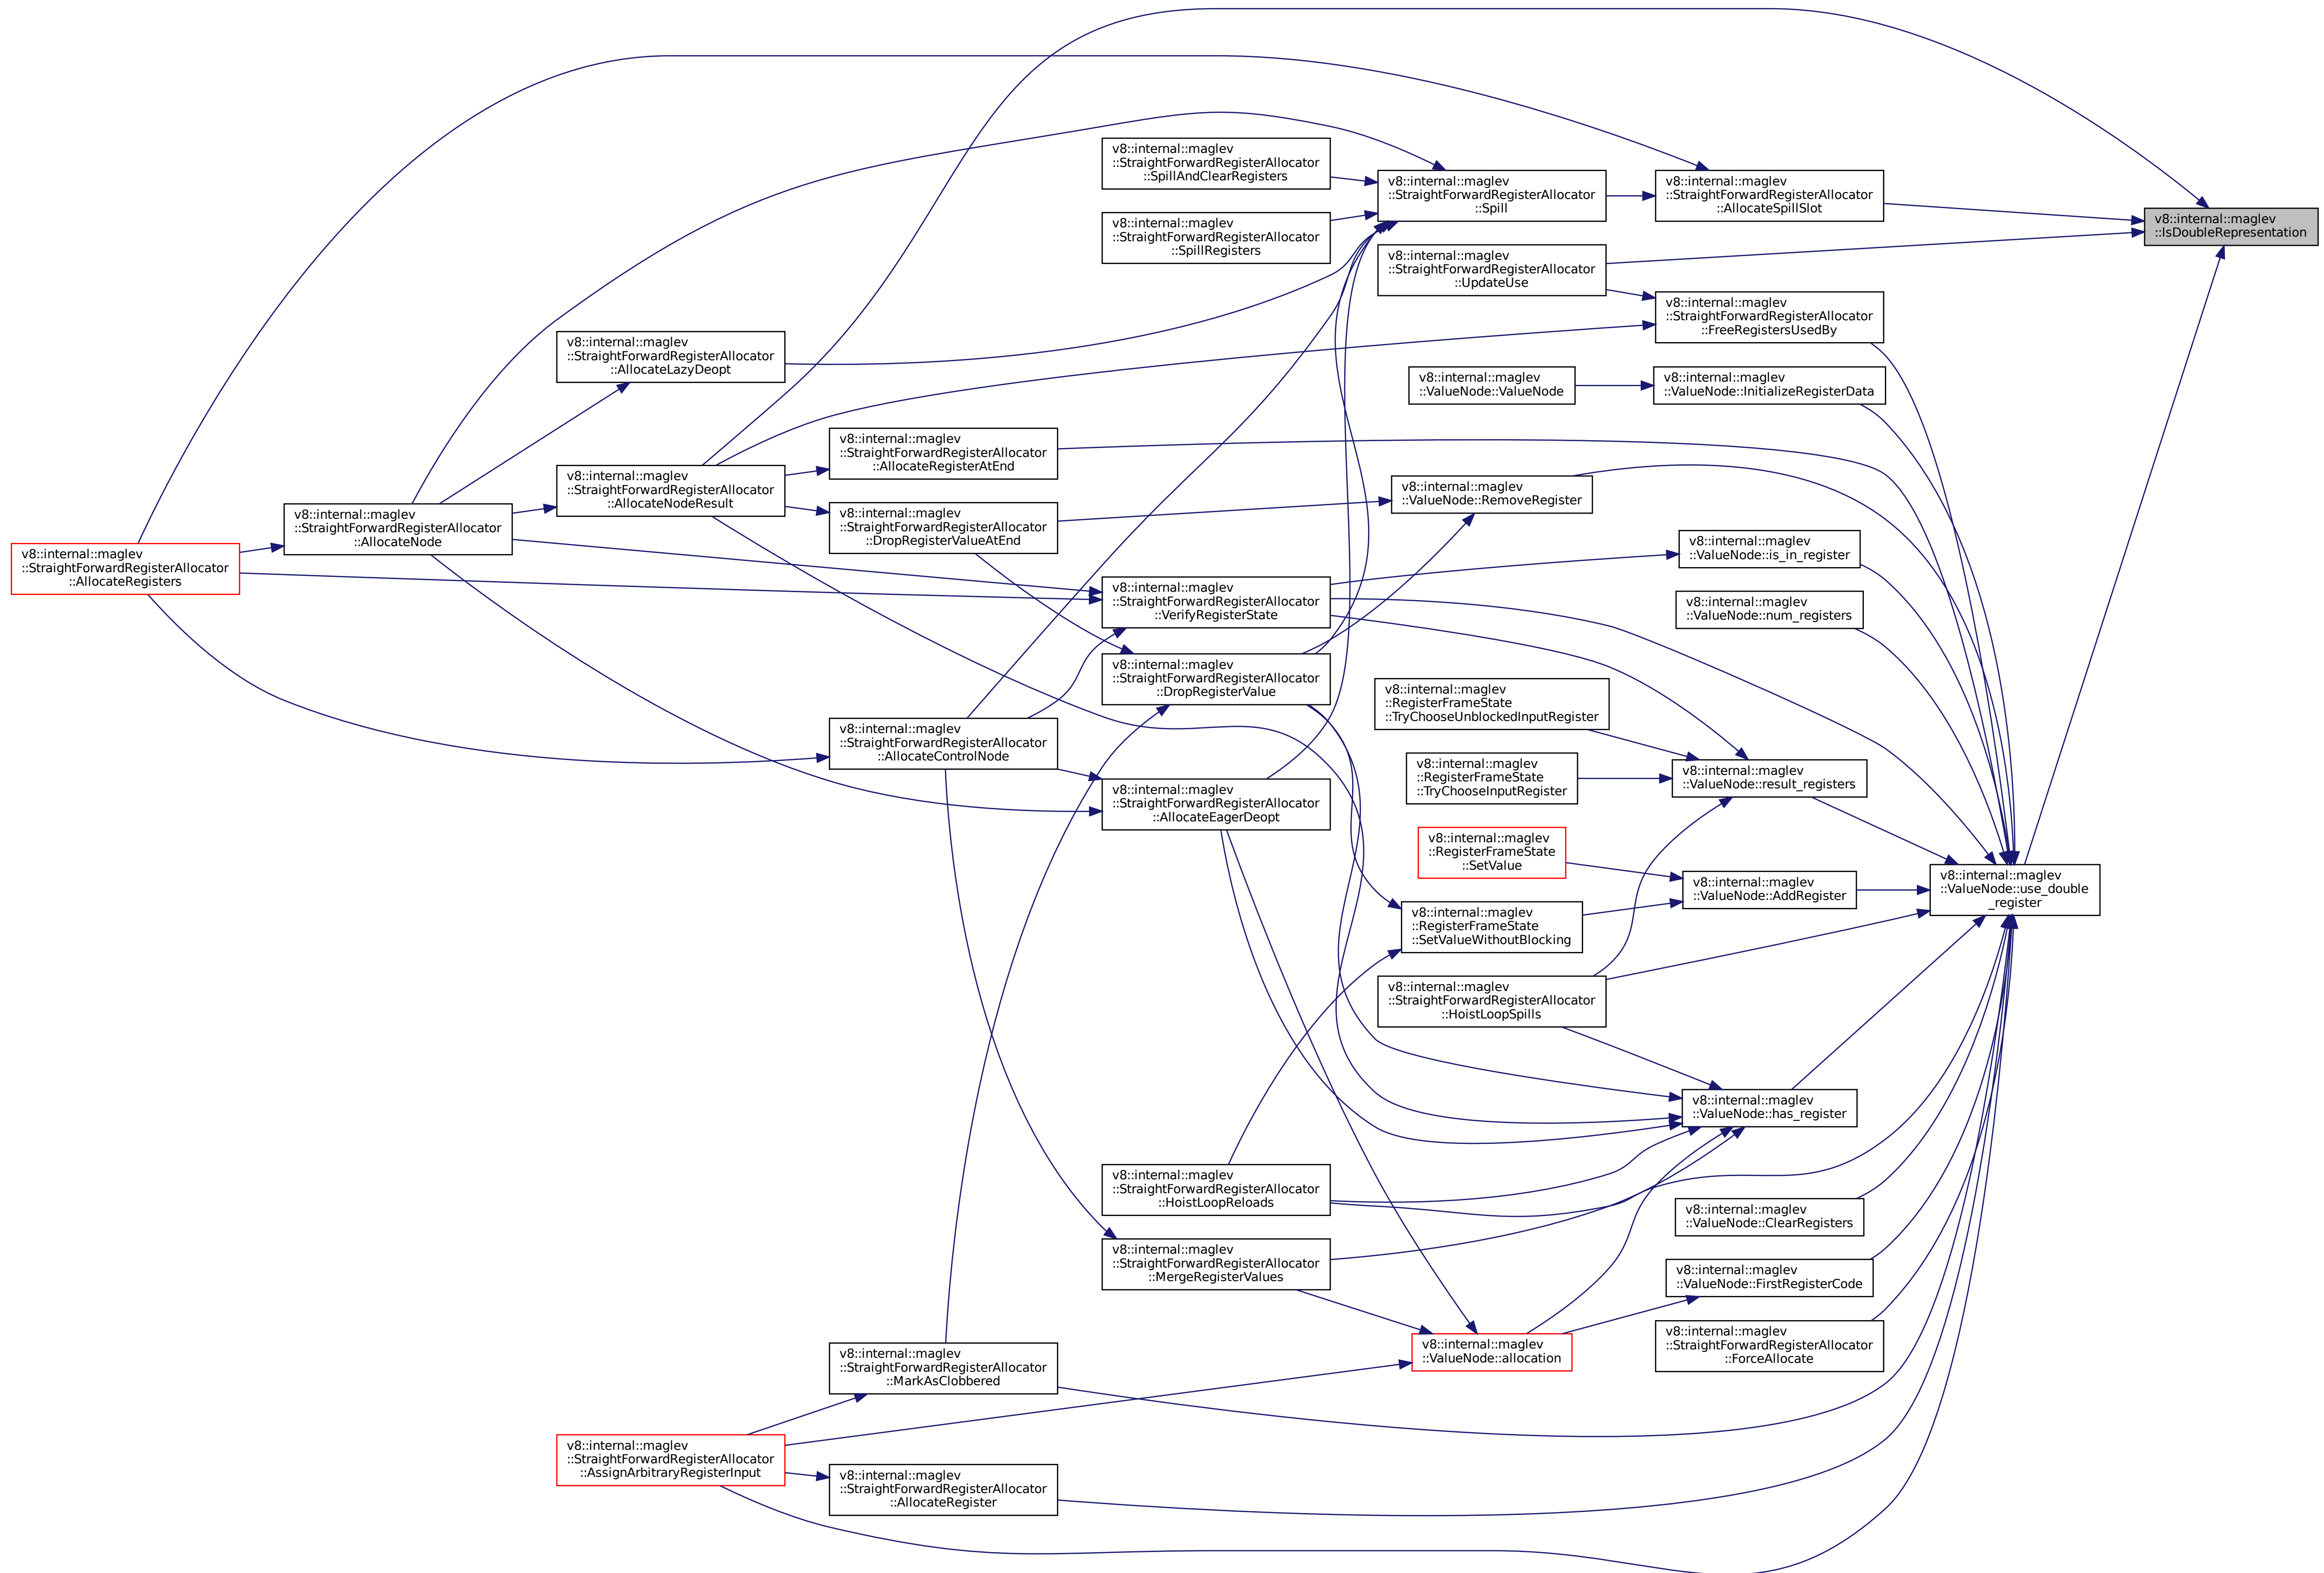 v8::internal::maglev
::StraightForwardRegisterAllocator
::AllocateRegisters
v8::internal::maglev
::StraightForwardRegisterAllocator
::AllocateNode
v8::internal::maglev
::StraightForwardRegisterAllocator
::AllocateLazyDeopt
v8::internal::maglev
::StraightForwardRegisterAllocator
::AllocateNodeResult
v8::internal::maglev
::StraightForwardRegisterAllocator
::AssignArbitraryRegisterInput
v8::internal::maglev
::StraightForwardRegisterAllocator
::AllocateRegisterAtEnd
v8::internal::maglev
::StraightForwardRegisterAllocator
::DropRegisterValueAtEnd
v8::internal::maglev
::StraightForwardRegisterAllocator
::AllocateControlNode
v8::internal::maglev
::StraightForwardRegisterAllocator
::MarkAsClobbered
v8::internal::maglev
::StraightForwardRegisterAllocator
::AllocateRegister
v8::internal::maglev
::StraightForwardRegisterAllocator
::SpillAndClearRegisters
v8::internal::maglev
::StraightForwardRegisterAllocator
::SpillRegisters
v8::internal::maglev
::StraightForwardRegisterAllocator
::VerifyRegisterState
v8::internal::maglev
::StraightForwardRegisterAllocator
::DropRegisterValue
v8::internal::maglev
::StraightForwardRegisterAllocator
::AllocateEagerDeopt
v8::internal::maglev
::StraightForwardRegisterAllocator
::HoistLoopReloads
v8::internal::maglev
::StraightForwardRegisterAllocator
::MergeRegisterValues
v8::internal::maglev
::StraightForwardRegisterAllocator
::Spill
v8::internal::maglev
::StraightForwardRegisterAllocator
::UpdateUse
v8::internal::maglev
::ValueNode::ValueNode
v8::internal::maglev
::ValueNode::RemoveRegister
v8::internal::maglev
::RegisterFrameState
::TryChooseUnblockedInputRegister
v8::internal::maglev
::RegisterFrameState
::TryChooseInputRegister
v8::internal::maglev
::RegisterFrameState
::SetValue
v8::internal::maglev
::RegisterFrameState
::SetValueWithoutBlocking
v8::internal::maglev
::StraightForwardRegisterAllocator
::HoistLoopSpills
v8::internal::maglev
::ValueNode::allocation
v8::internal::maglev
::StraightForwardRegisterAllocator
::AllocateSpillSlot
v8::internal::maglev
::StraightForwardRegisterAllocator
::FreeRegistersUsedBy
v8::internal::maglev
::ValueNode::InitializeRegisterData
v8::internal::maglev
::ValueNode::is_in_register
v8::internal::maglev
::ValueNode::num_registers
v8::internal::maglev
::ValueNode::result_registers
v8::internal::maglev
::ValueNode::AddRegister
v8::internal::maglev
::ValueNode::has_register
v8::internal::maglev
::ValueNode::ClearRegisters
v8::internal::maglev
::ValueNode::FirstRegisterCode
v8::internal::maglev
::StraightForwardRegisterAllocator
::ForceAllocate
v8::internal::maglev
::ValueNode::use_double
_register
v8::internal::maglev
::IsDoubleRepresentation